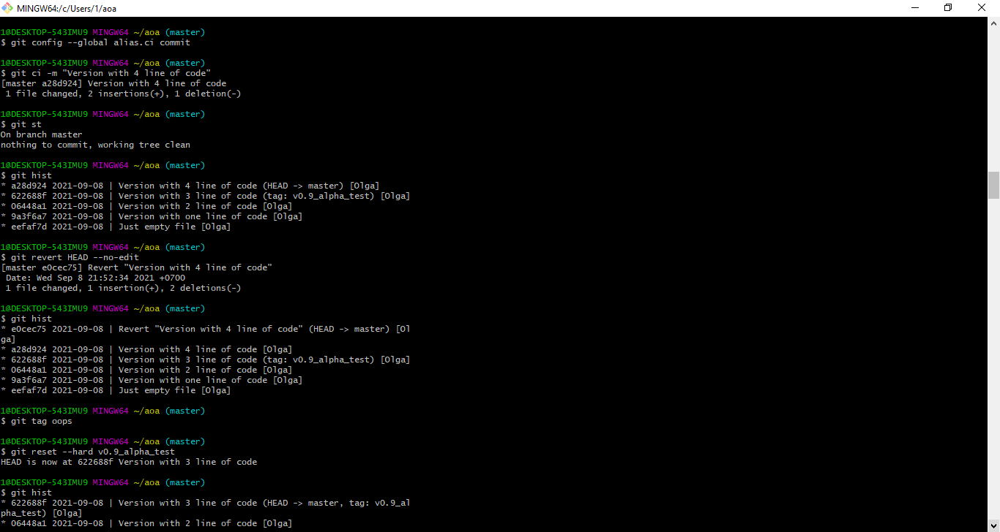 MINGW64:/c/Users/1/aoa
1@DESKTOP-543IMU9 MINGW64 ~/aoa (master)
$ git config --global alias.ci commit
1@DESKTOP-543IMU9 MINGW64 ~/aoa (master)
$ git ci -m "Version with 4 line of code"
[master a28d924] Version with 4 line of code
1 file changed, 2 insertions(+), 1 deletion(-)
1@DESKTOP-543IMU9 MINGW64 ~/aoa (master)
$ git st
On branch master
nothing to commit, working tree clean
1@DESKTOP-543IMU9 MINGW64 ~/aoa (master)
$ git hist
* a28d924 2021-09-08 | Version with 4 line of code (HEAD -> master) [Olga]
* 622688f 2021-09-08 | Version with 3 line of code (tag: v0.9_alpha_test) [Olga]
* 06448a1 2021-09-08 | Version with 2 line of code [Olga]
* 9a3f6a7 2021-09-08 | Version with one line of code [Olga]
* eefaf7d 2021-09-08 | Just empty file [Olga]
1@DESKTOP-543IMU9 MINGW64 ~/aoa (master)
$ git revert HEAD --no-edit
[master e0cec75] Revert "Version with 4 line of code"
Date: Wed Sep 8 21:52:34 2021 +0700
1 file changed, 1 insertion(+), 2 deletions(-)
1@DESKTOP-543IMU9 MINGW64 ~/aoa (master)
$ git hist
* e0cec75 2021-09-08 | Revert "Version with 4 line of code" (HEAD -> master) [Ol
ga]
* a28d924 2021-09-08 | Version with 4 line of code [Olga]
* 622688f 2021-09-08 | Version with 3 line of code (tag: v0.9_alpha_test) [Olga]
* 06448a1 2021-09-08 | Version with 2 line of code [Olga]
* 9a3f6a7 2021-09-08 | Version with one line of code [Olga]
* eefaf7d 2021-09-08 | Just empty file [Olga]
1@DESKTOP-543IMU9 MINGW64 ~/aoa (master)
$ git tag oops
1@DESKTOP-543IMU9 MINGW64 ~/aoa (master)
$ git reset --hard v0.9_alpha_test
HEAD is now at 622688f Version with 3 line of code
1@DESKTOP-543IMU9 MINGW64 ~/aoa (master)
$ git hist
* 622688f 2021-09-08 | Version with 3 line of code (HEAD -> master, tag: v0.9_al
pha_test) [Olga]
* 06448a1 2021-09-08 | Version with 2 line of code [Olga]